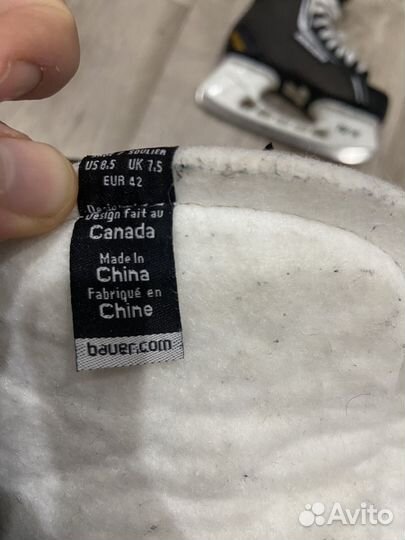 SOULIER
US 8.5 UK 7.5
EUR 42
Design fait au
Canada
Made in
China
Fabriqué en
Chine
bauer.com
Avito